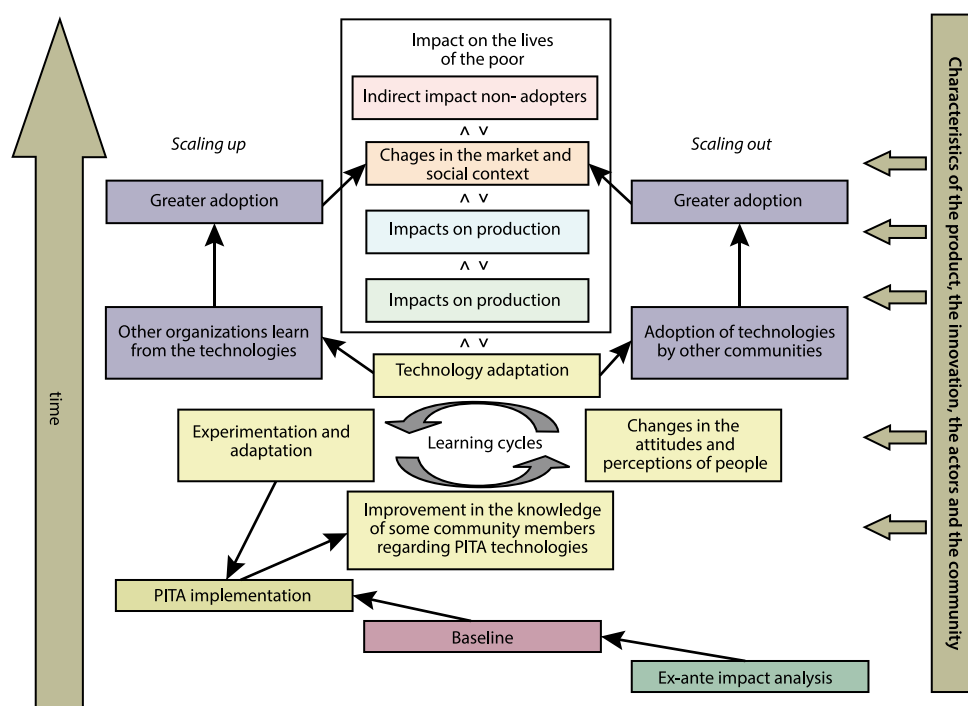 Impact on the lives
of the poor
Indirect impact non- adopters
Scaling up
Scaling out
Chages in the market and
social context
Greater adoption
Greater adoption
Impacts on production
Impacts on production
Other organizations learn
from the technologies
Adoption of technologies
by other communities
Technology adaptation
time
Experimentation and
adaptation
Learning cycles
Changes in the
attitudes and
perceptions of people
Improvement in the knowledge
of some community members
regarding PITA technologies
PITA implementation
Baseline
Ex-ante impact analysis
Characteristics of the product, the innovation, the actors and the community